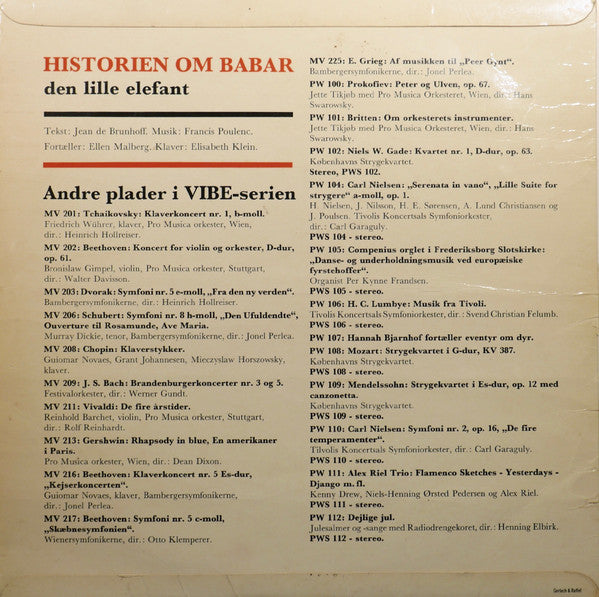 HISTORIEN OM BABAR
den lille elefant
Tekst: Jean de Brunhoff. Musik: Francis Poulenc.
Fortæller: Ellen Malberg. Klaver: Elisabeth Klein.
Andre plader i VIBE-serien
MV 201: Tchaikovsky: Klaverkoncert nr. 1, b-moll.
Friedrich Wührer, klaver, Pro Musica orkester, Wien,
dir.: Heinrich Hollreiser.
MV 202: Beethoven: Koncert for violin og orkester, D-dur,
op. 61.
Bronislaw Gimpel, violin, Pro Musica orkester, Stuttgart,
dir.: Walter Davisson.
MV 203: Dvorak: Symfoni nr. 5 e-moll, „Fra den ny verden“.
Bambergersymfonikerne, dir.: Heinrich Hollreiser.
MV 206: Schubert: Symfoni nr. 8 h-moll, „Den Ufuldendte“,
Ouverture til Rosamunde, Ave Maria.
Murray Dickie, tenor, Bambergersymfonikerne, dir.: Jonel Perlea.
MV 208: Chopin: Klaverstykker.
Guiomar Novaes, Grant Johannesen, Mieczyslaw Horszowsky,
klaver.
MV 209: J. S. Bach: Brandenburgerkoncerter nr. 3 og 5.
Festivalorkester, dir.: Werner Gundt.
MV 211: Vivaldi: De fire årstider.
Reinhold Barchet, violin, Pro Musica orkester, Stuttgart,
dir.: Rolf Reinhardt.
MV 213: Gershwin: Rhapsody in blue, En amerikaner
i Paris.
Pro Musica orkester, Wien, dir.: Dean Dixon.
MV 216: Beethoven: Klaverkoncert nr. 5 Es-dur,
„Kejserkoncerten“.
Guiomar Novaes, klaver, Bambergersymfonikerne,
dir.: Jonel Perlea.
MV 217: Beethoven: Symfoni nr. 5 c-moll,
„Skæbnesymfonien“.
Wienersymfonikerne, dir.: Otto Klemperer.
MV 225: E. Grieg: Af musikken til „Peer Gynt“.
Bambergersymfonikerne, dir.: Jonel Perlea.
PW 100: Prokofiev: Peter og Ulven, op. 67.
Jette Tikjøb med Pro Musica Orkesteret, Wien, dir.: Hans
Swarowsky.
PW 101: Britten: Om orkesterets instrumenter.
Jette Tikjøb med Pro Musica Orkesteret, Wien, dir.: Hans
Swarowsky.
PW 102: Niels W. Gade: Kvartet nr. 1, D-dur, op. 63.
Københavns Strygekvartet.
Stereo, PWS 102.
PW 104: Carl Nielsen: „Serenata in vano“, „Lille Suite for
strygere“ a-moll, op. 1.
H. Nielsen, J. Nilsson, H. E. Sørensen, A. Lund Christiansen og
J. Poulsen. Tivolis Koncertsals Symfoniorkester,
dir.: Carl Garaguly.
PWS 104 - stereo.
PW 105: Compenius orglet i Frederiksborg Slotskirke:
„Danse- og underholdningsmusik ved europæiske
fyrstehoffer“.
Organist Per Kynne Frandsen.
PWS 105 - stereo.
PW 106: H. C. Lumbye: Musik fra Tivoli.
Tivolis Koncertsals Symfoniorkester, dir.: Svend Christian Felumb.
PWS 106 - stereo.
PW 107: Hannah Bjarnhof fortæller eventyr om dyr.
PW 108: Mozart: Strygekvartet i G-dur, KV 387.
Københavns Strygekvartet.
PWS 108 - stereo.
PW 109: Mendelssohn: Strygekvartet i Es-dur, op. 12 med
canzonetta.
Københavns Strygekvartet.
PWS 109 - stereo.
PW 110: Carl Nielsen: Symfoni nr. 2, op. 16, „De fire
temperamenter“.
Tilvolis Koncertsals Symfoniorkester, dir.: Carl Garaguly.
PWS 110 - stereo.
PW 111: Alex Riel Trio: Flamenco Sketches - Yesterdays -
Django m. fl.
Kenny Drew, Niels-Henning Ørsted Pedersen og Alex Riel.
PWS 111 - stereo.
PW 112: Dejlige jul.
Julesalmer og -sange med Radiodrengekoret, dir.: Henning Elbirk.
PWS 112 - stereo.